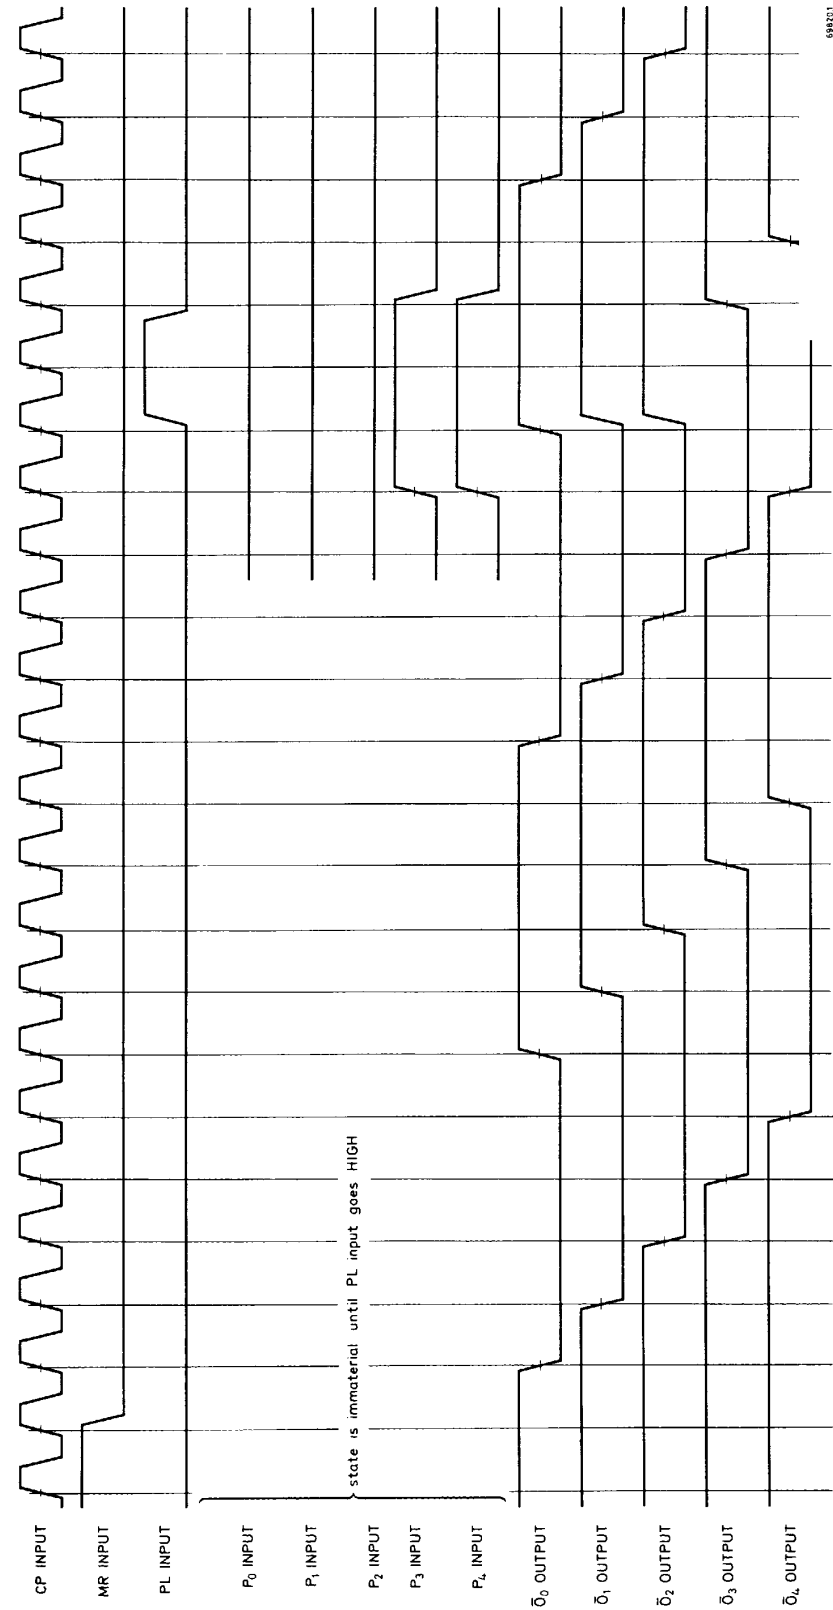 CP INPUT
MR INPUT
PL INPUT
P0 INPUT
P1 INPUT
P2 INPUT
P3 INPUT
P4 INPUT
state is immaterial until PL input goes HIGH
Ō0 OUTPUT
Ō1 OUTPUT
Ō2 OUTPUT
Ō3 OUTPUT
Ō4 OUTPUT